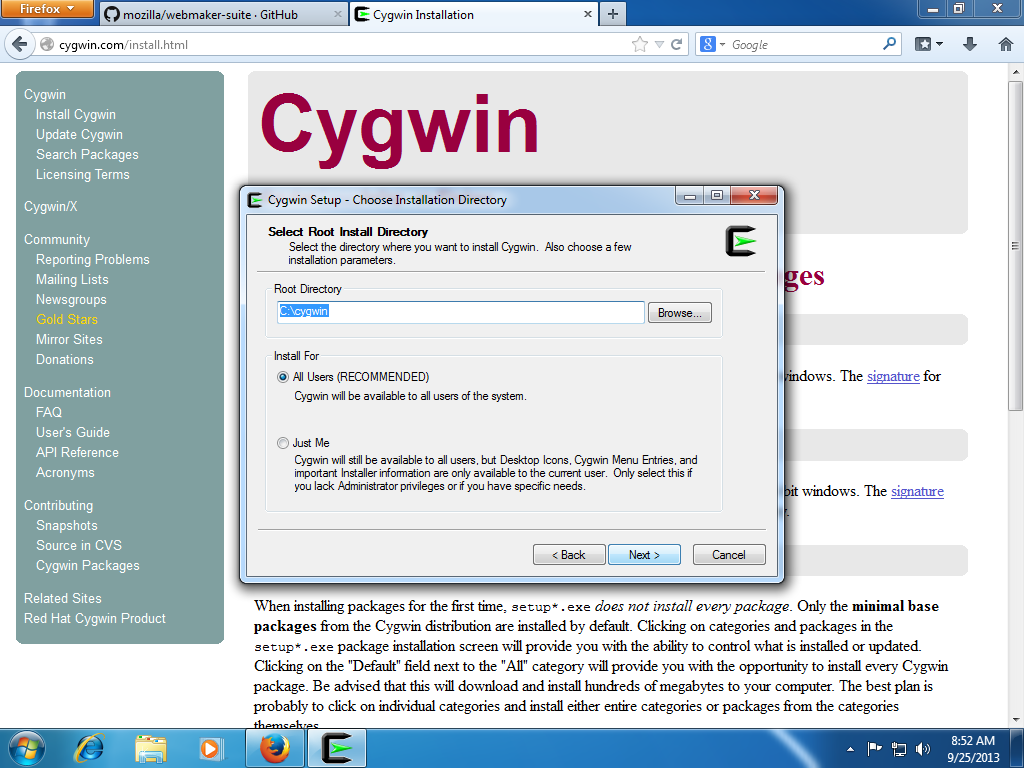 Firefox
mozilla/webmaker-suite · GitHub
Cygwin Installation
cygwin.com/install.html
Google
Cygwin
Install Cygwin
Update Cygwin
Search Packages
Licensing Terms
Cygwin/X
Community
Reporting Problems
Mailing Lists
Newsgroups
Gold Stars
Mirror Sites
Donations
Documentation
FAQ
User's Guide
API Reference
Acronyms
Contributing
Snapshots
Source in CVS
Cygwin Packages
Related Sites
Red Hat Cygwin Product
Cygwin
Cygwin Setup - Choose Installation Directory
Select Root Install Directory
Select the directory where you want to install Cygwin. Also choose a few
installation parameters.
Root Directory
C:\cygwin
Browse...
Install For
All Users (RECOMMENDED)
Cygwin will be available to all users of the system.
Just Me
Cygwin will still be available to all users, but Desktop Icons, Cygwin Menu Entries, and
important Installer information are only available to the current user. Only select this if
you lack Administrator privileges or if you have specific needs.
< Back
Next >
Cancel
ges
indows. The signature for
bit windows. The signature
When installing packages for the first time, setup*.exe does not install every package. Only the minimal base
packages from the Cygwin distribution are installed by default. Clicking on categories and packages in the
setup*.exe package installation screen will provide you with the ability to control what is installed or updated.
Clicking on the "Default" field next to the "All" category will provide you with the opportunity to install every Cygwin
package. Be advised that this will download and install hundreds of megabytes to your computer. The best plan is
probably to click on individual categories and install either entire categories or packages from the categories
themselves.
8:52 AM
9/25/2013